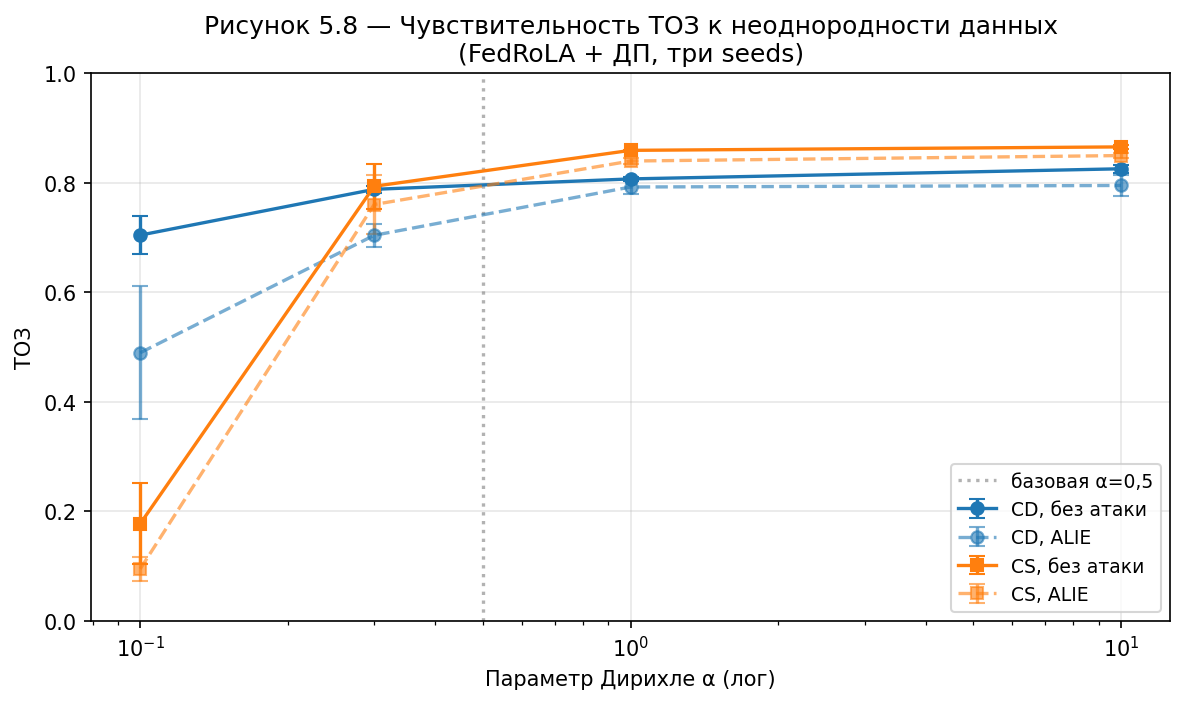 Рисунок 5.8 — Чувствительность ТОЗ к неоднородности данных
(FedRoLA + ДП, три seeds)
ТОЗ
1.0
0.8
0.6
0.4
0.2
0.0
базовая α=0,5
CD, без атаки
CD, ALIE
CS, без атаки
CS, ALIE
10⁻¹
10⁰
10¹
Параметр Дирихле α (лог)